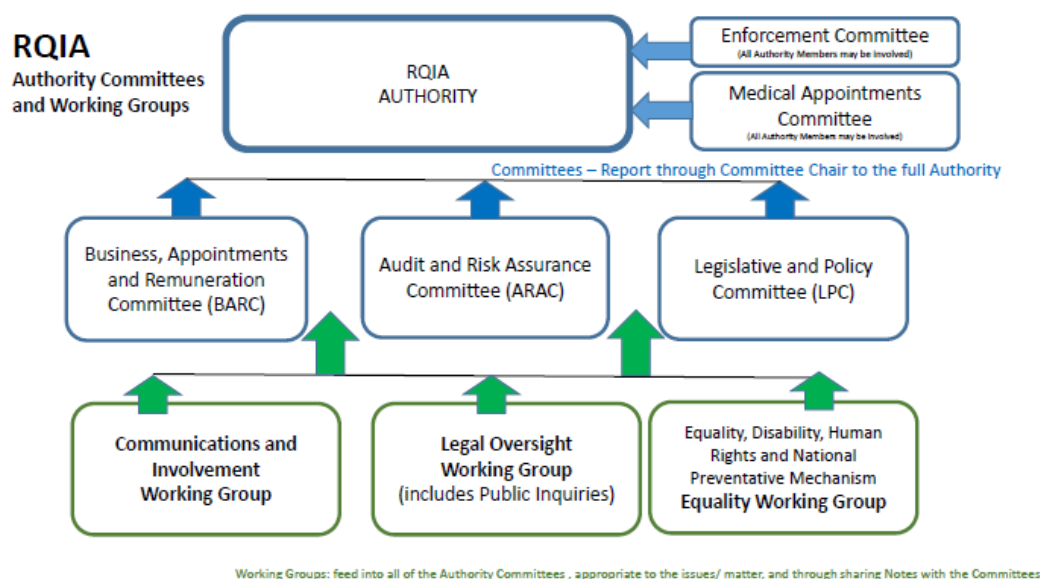 RQIA
Authority Committees
and Working Groups
RQIA
AUTHORITY
Enforcement Committee
(All Authority Members may be involved)
Medical Appointments
Committee
(All Authority Members may be involved)
Committees – Report through Committee Chair to the full Authority
Business, Appointments
and Remuneration
Committee (BARC)
Audit and Risk Assurance
Committee (ARAC)
Legislative and Policy
Committee (LPC)
Communications and
Involvement
Working Group
Legal Oversight
Working Group
(includes Public Inquiries)
Equality, Disability, Human
Rights and National
Preventative Mechanism
Equality Working Group
Working Groups: feed into all of the Authority Committees , appropriate to the issues/ matter, and through sharing Notes with the Committees